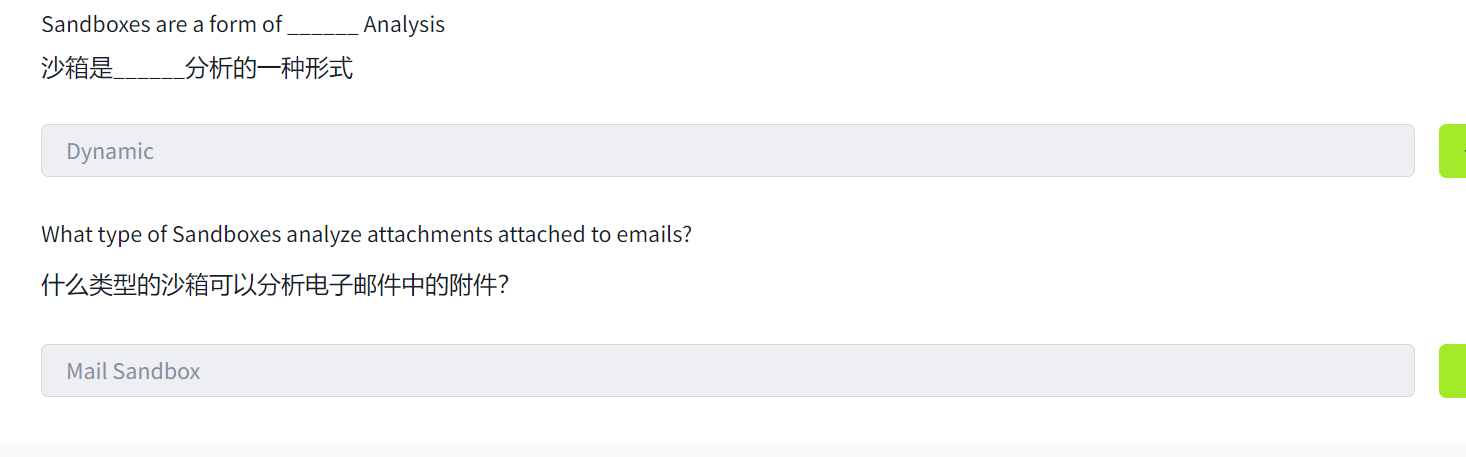 Sandboxes are a form of ______ Analysis
沙箱是______分析的一种形式
Dynamic
What type of Sandboxes analyze attachments attached to emails?
什么类型的沙箱可以分析电子邮件中的附件？
Mail Sandbox